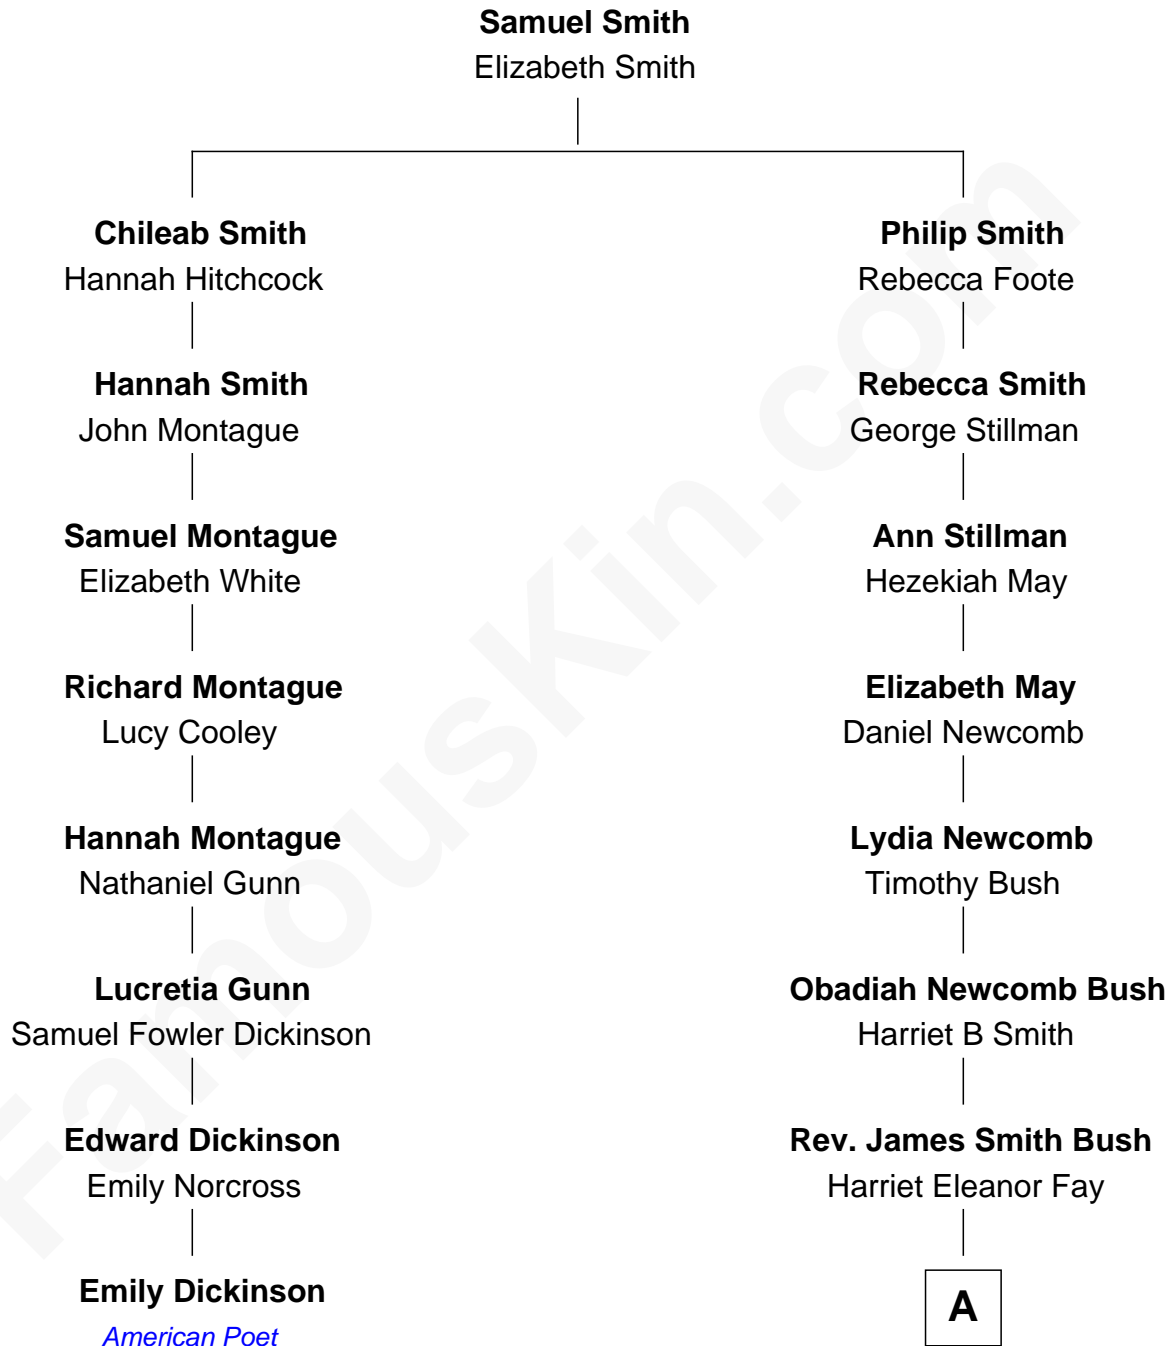 Samuel Smith
Elizabeth Smith
Chileab Smith
Hannah Hitchcock
Philip Smith
Rebecca Foote
Hannah Smith
John Montague
Rebecca Smith
George Stillman
Samuel Montague
Elizabeth White
Ann Stillman
Hezekiah May
Richard Montague
Lucy Cooley
Elizabeth May
Daniel Newcomb
Hannah Montague
Nathaniel Gunn
Lydia Newcomb
Timothy Bush
Lucretia Gunn
Samuel Fowler Dickinson
Obadiah Newcomb Bush
Harriet B Smith
Edward Dickinson
Emily Norcross
Rev. James Smith Bush
Harriet Eleanor Fay
Emily Dickinson
American Poet
A
FamousKin.com